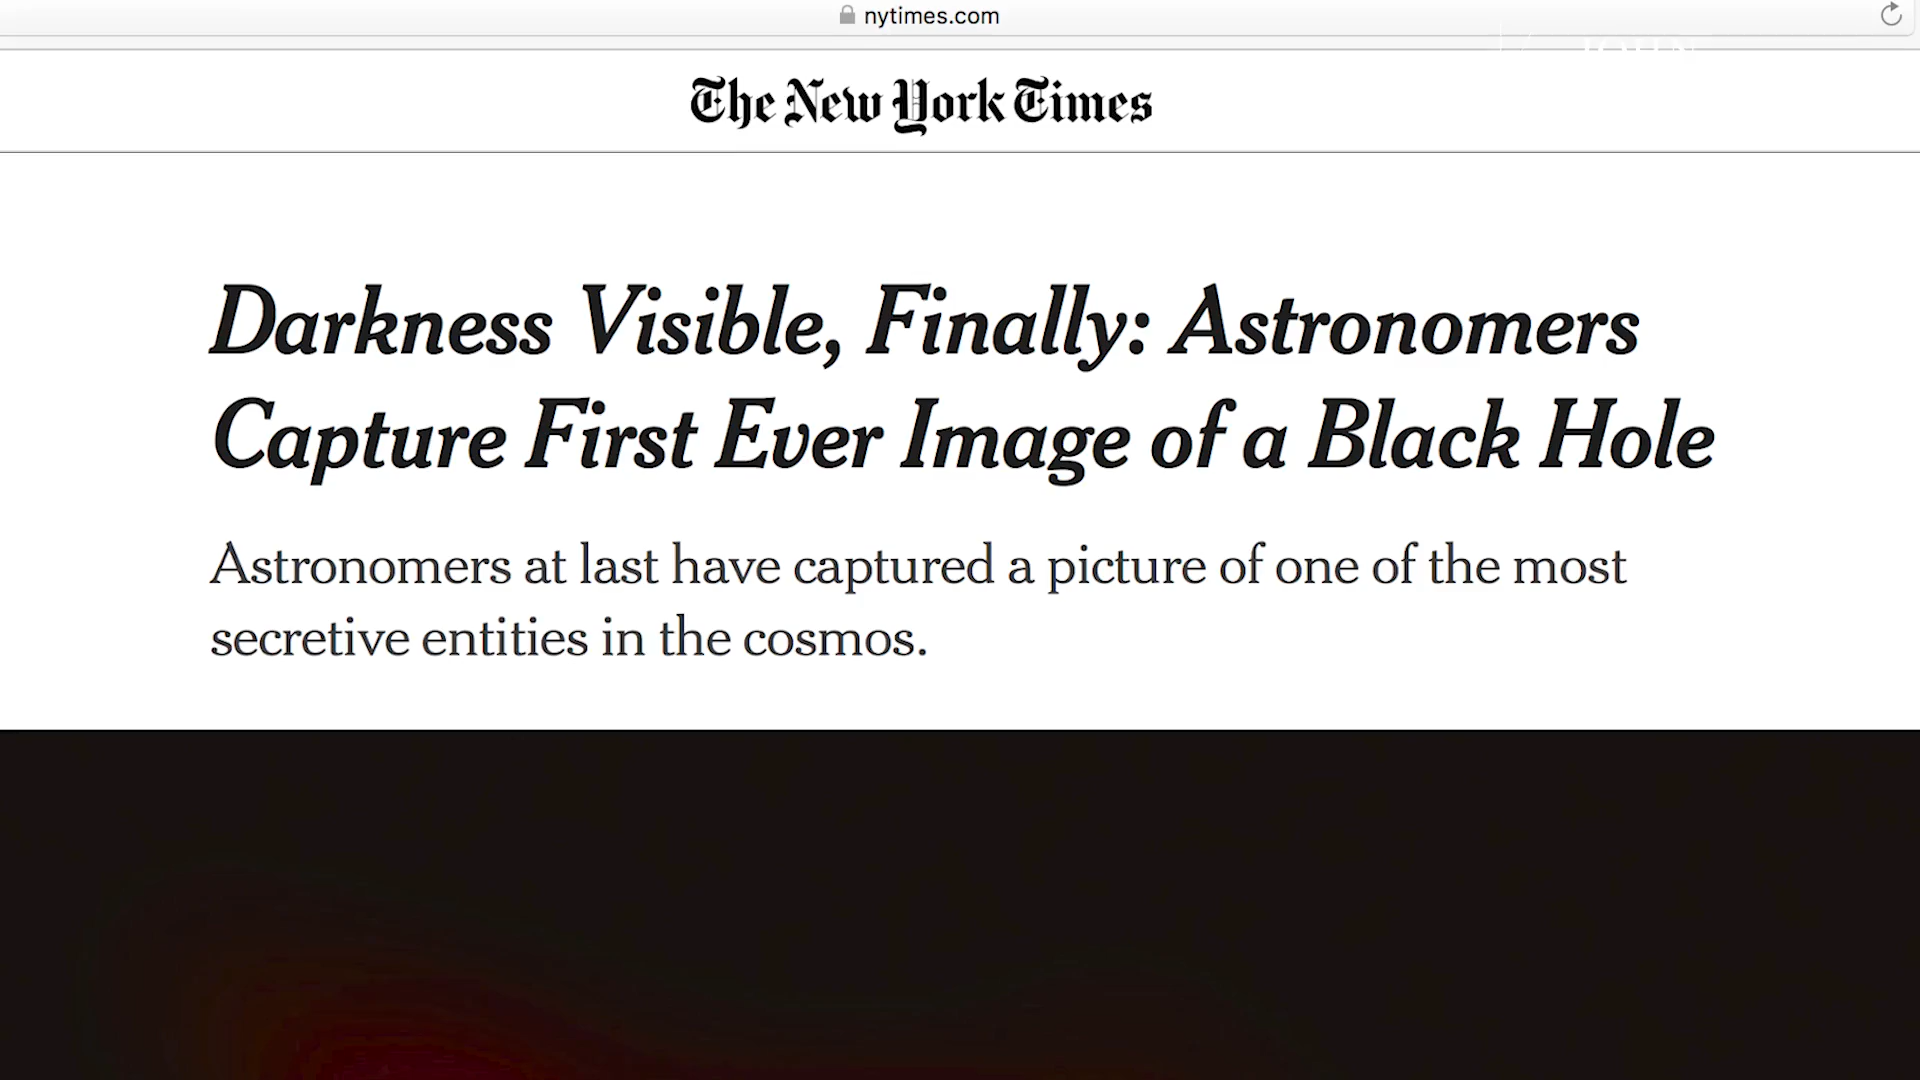 nytimes.com
The New York Times
Darkness Visible, Finally: Astronomers
Capture First Ever Image of a Black Hole
Astronomers at last have captured a picture of one of the most
secretive entities in the cosmos.